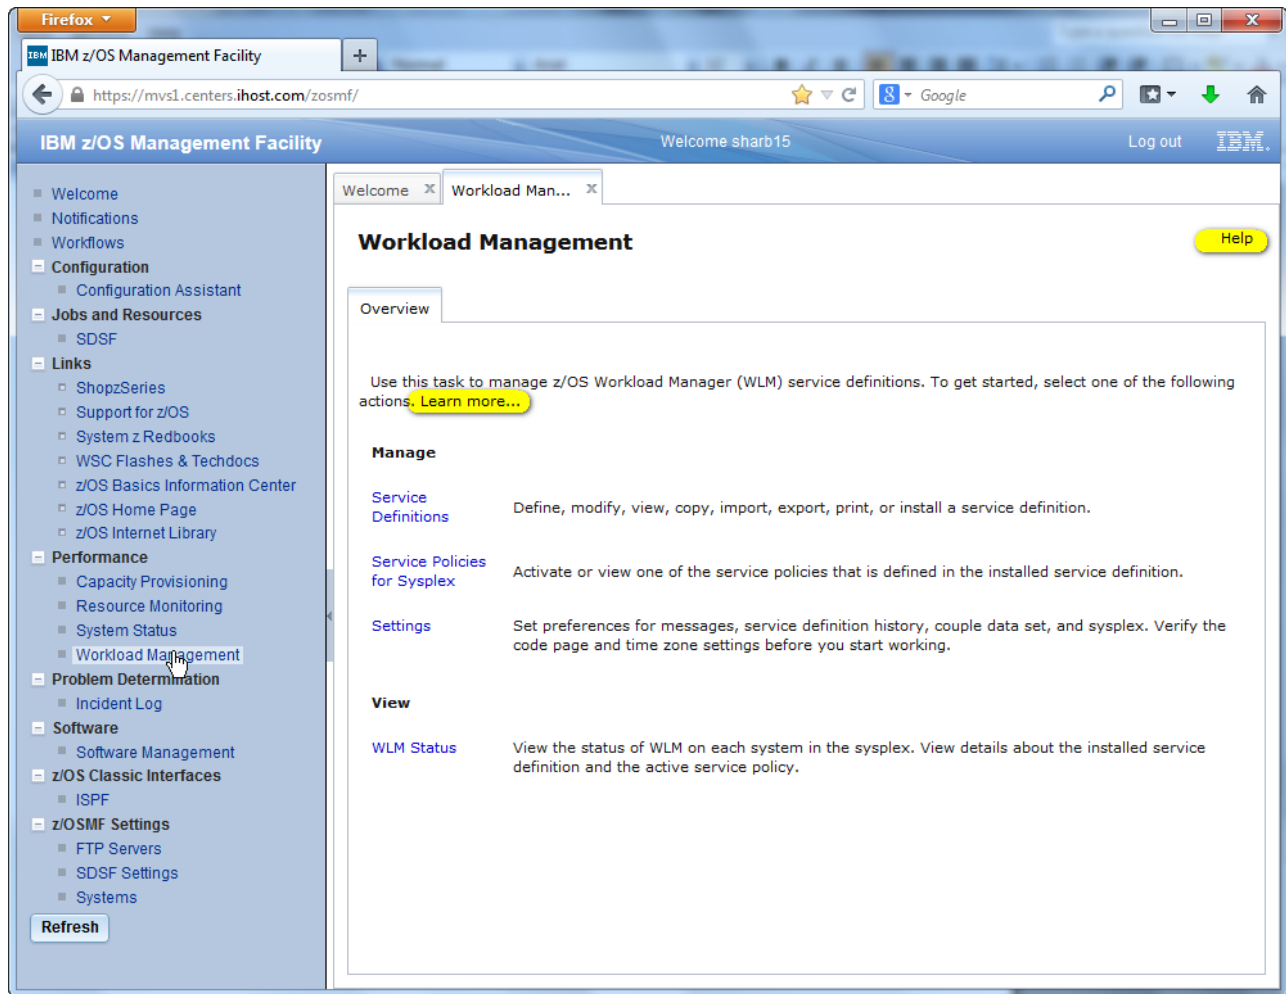 Firefox
IBM IBM z/OS Management Facility
https://mvs1.centers.ihost.com/zosmf/
8 Google
IBM z/OS Management Facility
Welcome sharb15
Log out
IBM.
Welcome
Notifications
Workflows
Configuration
Configuration Assistant
Jobs and Resources
SDSF
Links
ShopzSeries
Support for z/OS
System z Redbooks
WSC Flashes & Techdocs
z/OS Basics Information Center
z/OS Home Page
z/OS Internet Library
Performance
Capacity Provisioning
Resource Monitoring
System Status
Workload Management
Problem Determination
Incident Log
Software
Software Management
z/OS Classic Interfaces
ISPF
z/OSMF Settings
FTP Servers
SDSF Settings
Systems
Refresh
Welcome x
Workload Man... x
Workload Management
Help
Overview
Use this task to manage z/OS Workload Manager (WLM) service definitions. To get started, select one of the following
actions. Learn more...
Manage
Service
Definitions
Define, modify, view, copy, import, export, print, or install a service definition.
Service Policies
for Sysplex
Activate or view one of the service policies that is defined in the installed service definition.
Settings
Set preferences for messages, service definition history, couple data set, and sysplex. Verify the
code page and time zone settings before you start working.
View
WLM Status
View the status of WLM on each system in the sysplex. View details about the installed service
definition and the active service policy.